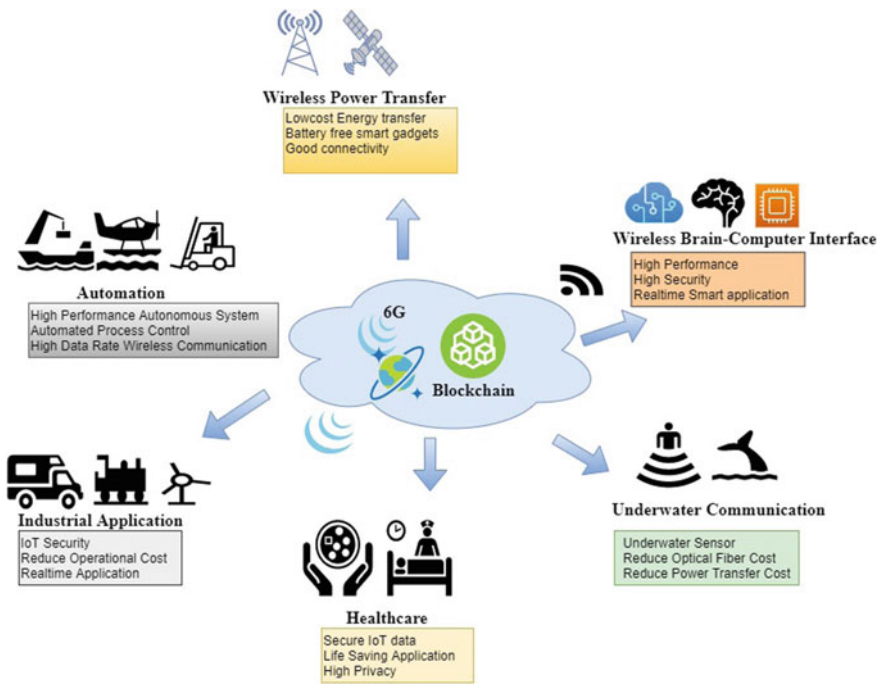 Wireless Power Transfer
Lowcost Energy transfer
Battery free smart gadgets
Good connectivity
Wireless Brain-Computer Interface
High Performance
High Security
Realtime Smart application
Automation
High Performance Autonomous System
Automated Process Control
High Data Rate Wireless Communication
6G
Blockchain
Industrial Application
IoT Security
Reduce Operational Cost
Realtime Application
Underwater Communication
Underwater Sensor
Reduce Optical Fiber Cost
Reduce Power Transfer Cost
Healthcare
Secure IoT data
Life Saving Application
High Privacy